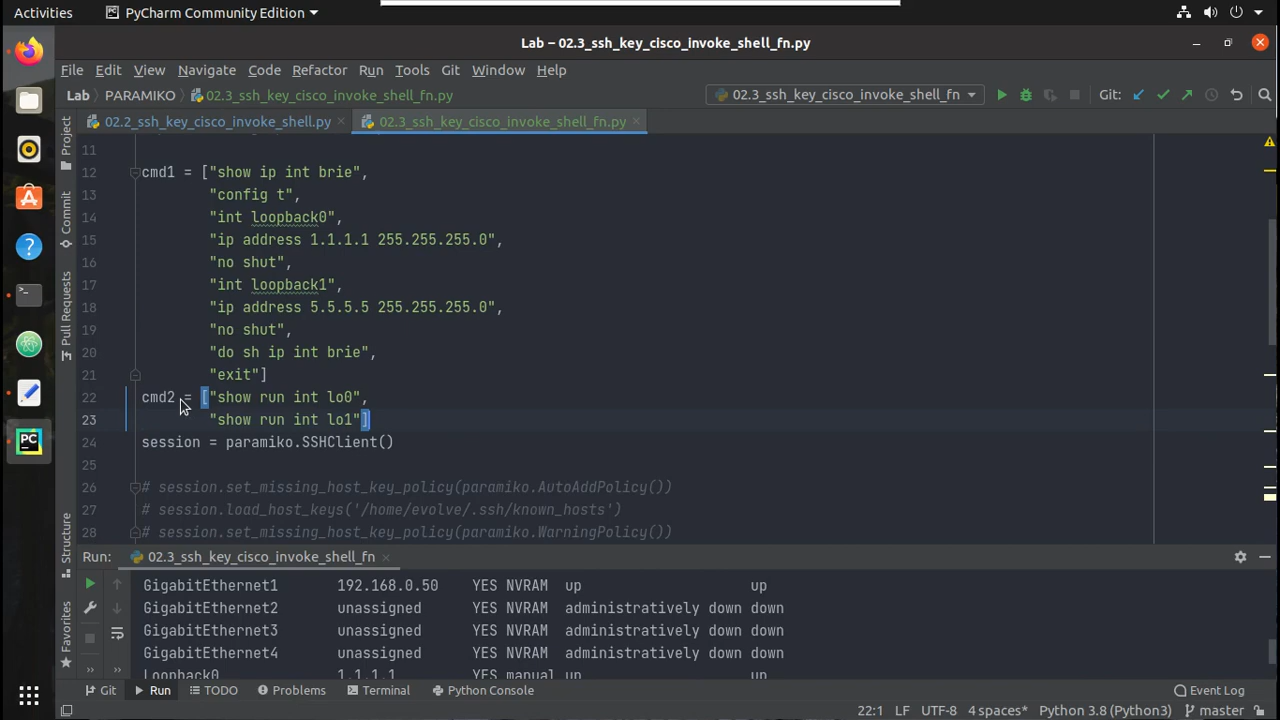 Activities PyCharm Community Edition
Lab – 02.3_ssh_key_cisco_invoke_shell_fn.py
File Edit View Navigate Code Refactor Run Tools Git Window Help
Lab PARAMIKO 02.3_ssh_key_cisco_invoke_shell_fn.py 02.3_ssh_key_cisco_invoke_shell_fn Git:
02.2_ssh_key_cisco_invoke_shell.py 02.3_ssh_key_cisco_invoke_shell_fn.py
Project
Commit
Pull Requests
Structure
Favorites
11
12 cmd1 = ["show ip int brie",
13 "config t",
14 "int loopback0",
15 "ip address 1.1.1.1 255.255.255.0",
16 "no shut",
17 "int loopback1",
18 "ip address 5.5.5.5 255.255.255.0",
19 "no shut",
20 "do sh ip int brie",
21 "exit"]
22 cmd2 = ["show run int lo0",
23 "show run int lo1"]
24 session = paramiko.SSHClient()
25
26 # session.set_missing_host_key_policy(paramiko.AutoAddPolicy())
27 # session.load_host_keys('/home/evolve/.ssh/known_hosts')
28 # session.set_missing_host_key_policy(paramiko.WarningPolicy())
Run: 02.3_ssh_key_cisco_invoke_shell_fn
GigabitEthernet1 192.168.0.50 YES NVRAM up up
GigabitEthernet2 unassigned YES NVRAM administratively down down
GigabitEthernet3 unassigned YES NVRAM administratively down down
GigabitEthernet4 unassigned YES NVRAM administratively down down
Loopback0 1.1.1.1 YES manual up up
Git Run TODO Problems Terminal Python Console Event Log
22:1 LF UTF-8 4 spaces* Python 3.8 (Python3) master